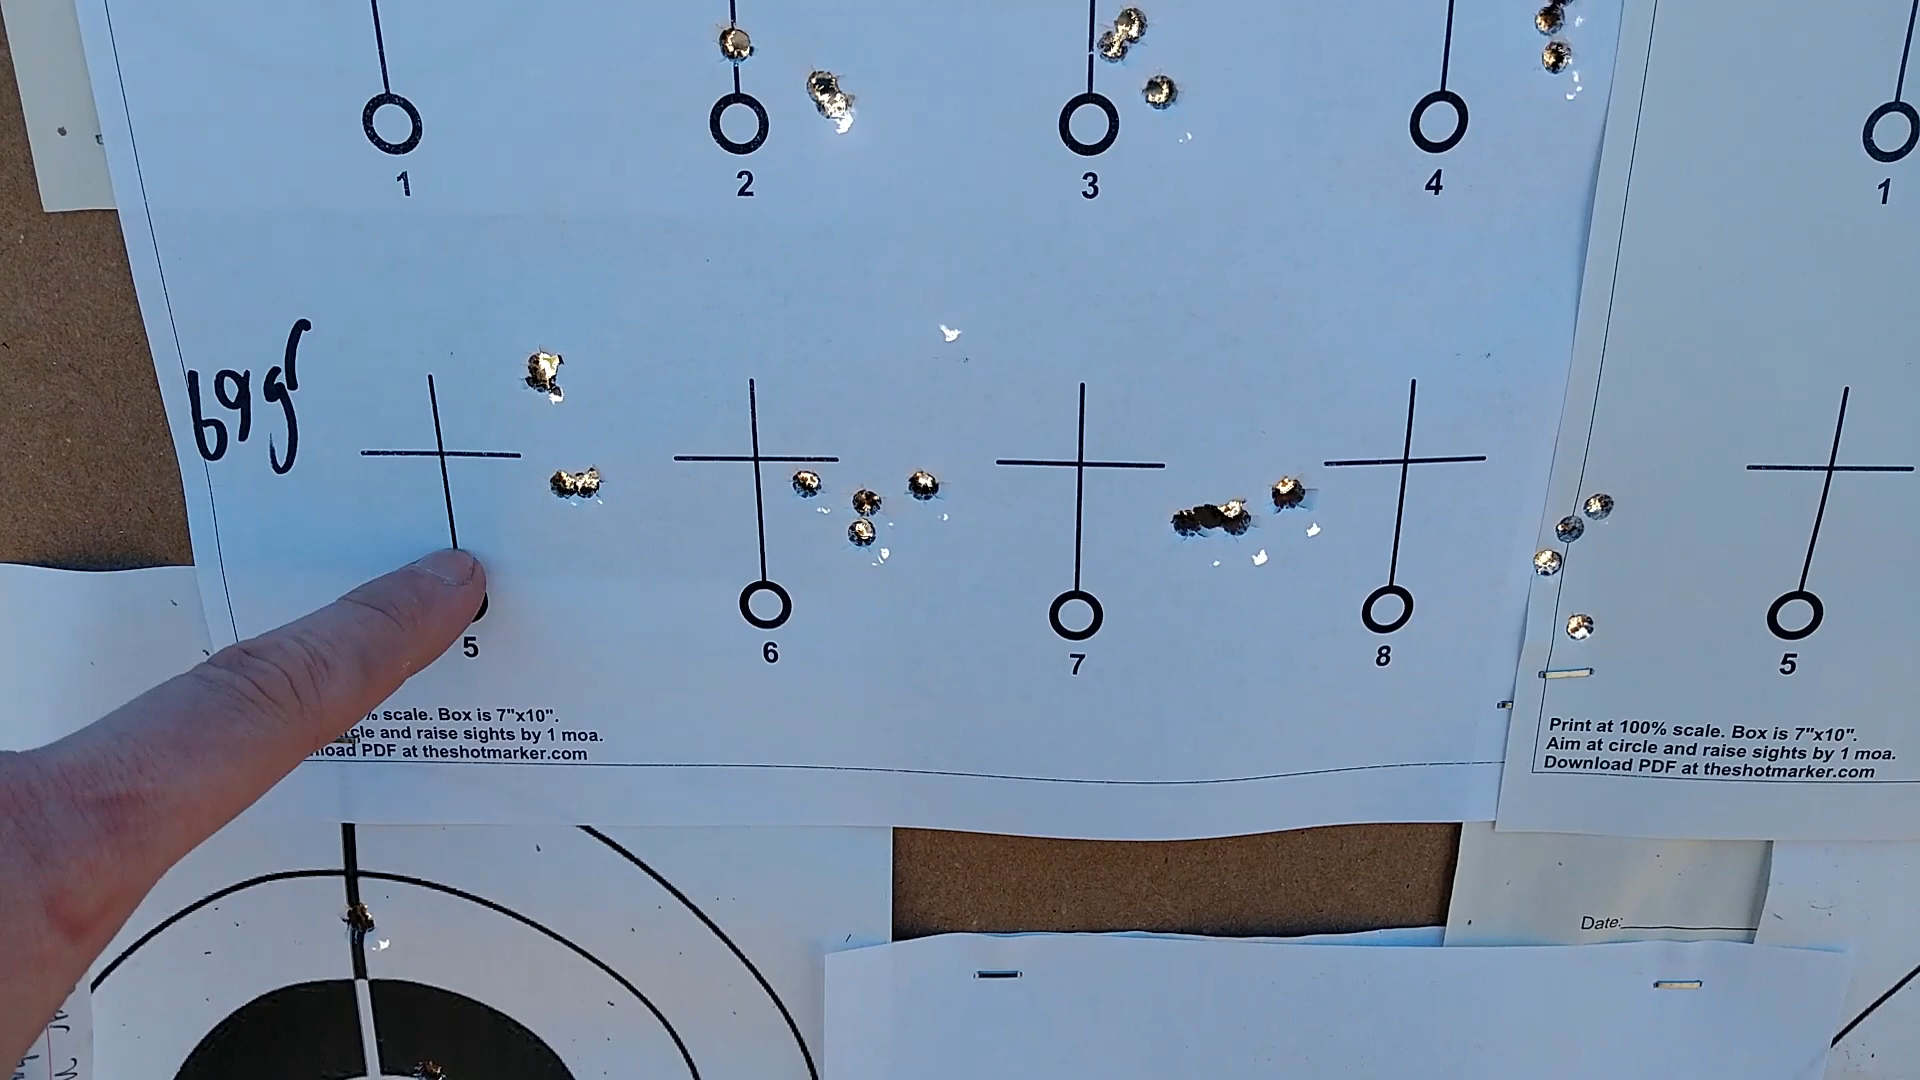 1 2 3 4 1
69gr
5 6 7 8 5
% scale. Box is 7"x10".
rcle and raise sights by 1 moa.
nload PDF at theshotmarker.com
Print at 100% scale. Box is 7"x10".
Aim at circle and raise sights by 1 moa.
Download PDF at theshotmarker.com
Date: